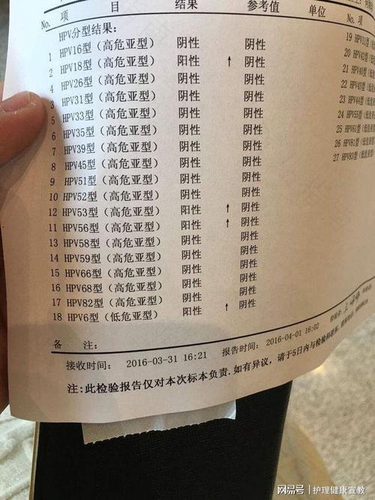 项 目 结果 参考值 单位 No. 项
HPV分型结果:
1 HPV16型(高危亚型) 阴性 阴性
2 HPV18型(高危亚型) 阳性 ↑ 阴性
HPV26型(高危亚型) 阴性 阴性
4 HPV31型(高危亚型) 阴性 阴性
5 HPV33型(高危亚型) 阴性 阴性
6 HPV35型(高危亚型) 阴性 阴性
7 HPV39型(高危亚型) 阴性 阴性
8 HPV45型(高危亚型) 阴性 阴性
9 HPV51型(高危亚型) 阴性 阴性
10 HPV52型(高危亚型) 阴性 阴性
11 HPV53型(高危亚型) 阳性 ↑ 阴性
12 HPV56型(高危亚型) 阳性 ↑ 阴性
13 HPV58型(高危亚型) 阴性 阴性
14 HPV59型(高危亚型) 阴性 阴性
15 HPV66型(高危亚型) 阴性 阴性
16 HPV68型(高危亚型) 阴性 阴性
17 HPV82型(高危亚型) 阴性 阴性
18 HPV6型(低危亚型) 阳性 ↑ 阴性
19
20
21
22
23
24
25
26
27
备 注:
接收时间: 2016-03-31 16:21 报告时间: 2016-04-01 16:02
注:此检验报告仅对本次标本负责.如有异议,请于5日内与检验科
网易号 | 护理健康宣教